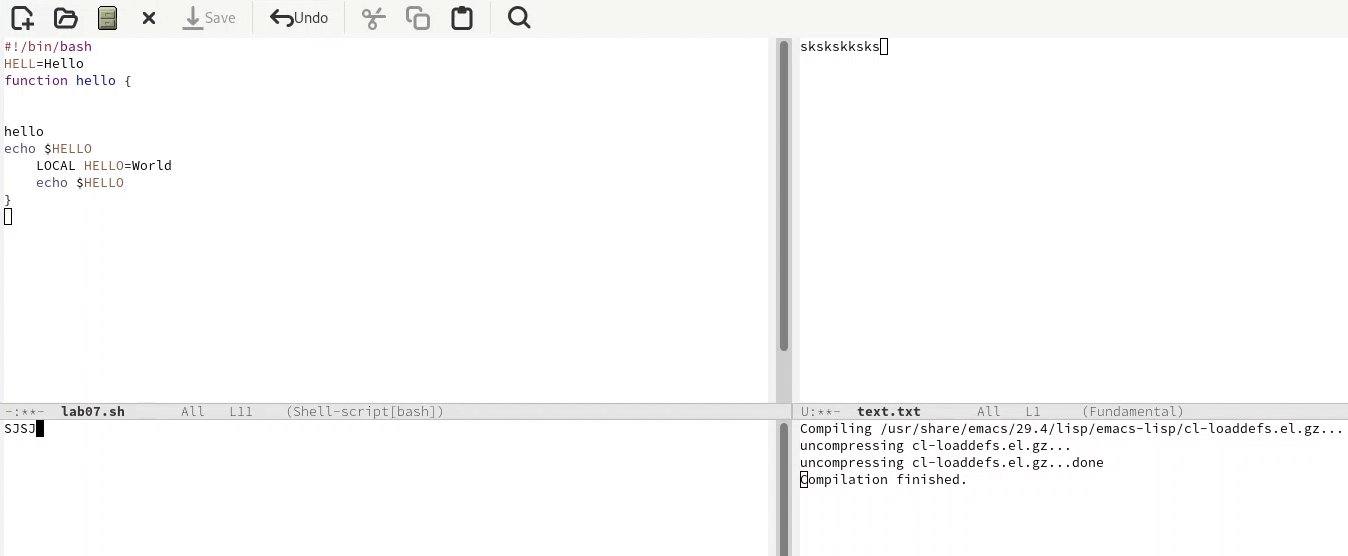 Save Undo
#!/bin/bash
HELL=Hello
function hello {
hello
echo $HELLO
LOCAL HELLO=World
echo $HELLO
}
skskskksks
-:**- lab07.sh All L11 (Shell-script[bash])
U:**- text.txt All L1 (Fundamental)
SJSJ
Compiling /usr/share/emacs/29.4/lisp/emacs-lisp/cl-loaddefs.el.gz...
uncompressing cl-loaddefs.el.gz...
uncompressing cl-loaddefs.el.gz...done
Compilation finished.